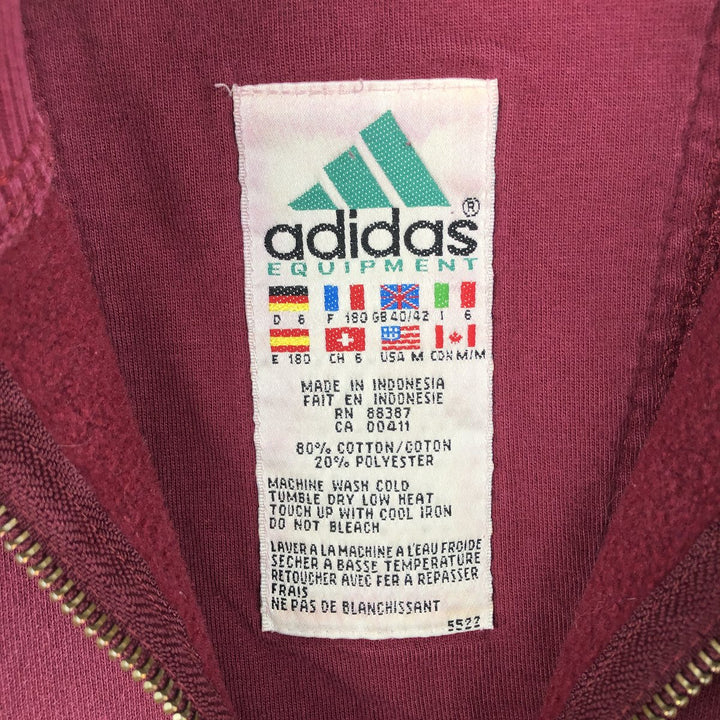 adidas®
EQUIPMENT
D 6 F 180 GB 40/42 I 6
E 180 CH 6 USA M CDN M/M
MADE IN INDONESIA
FAIT EN INDONESIE
RN 88387
CA 00411
80% COTTON/COTON
20% POLYESTER
MACHINE WASH COLD
TUMBLE DRY LOW HEAT
TOUCH UP WITH COOL IRON
DO NOT BLEACH
LAVER A LA MACHINE A L'EAU FROIDE
SECHER A BASSE TEMPERATURE
RETOUCHER AVEC FER A REPASSER
FRAIS
NE PAS DE BLANCHISSANT
5522